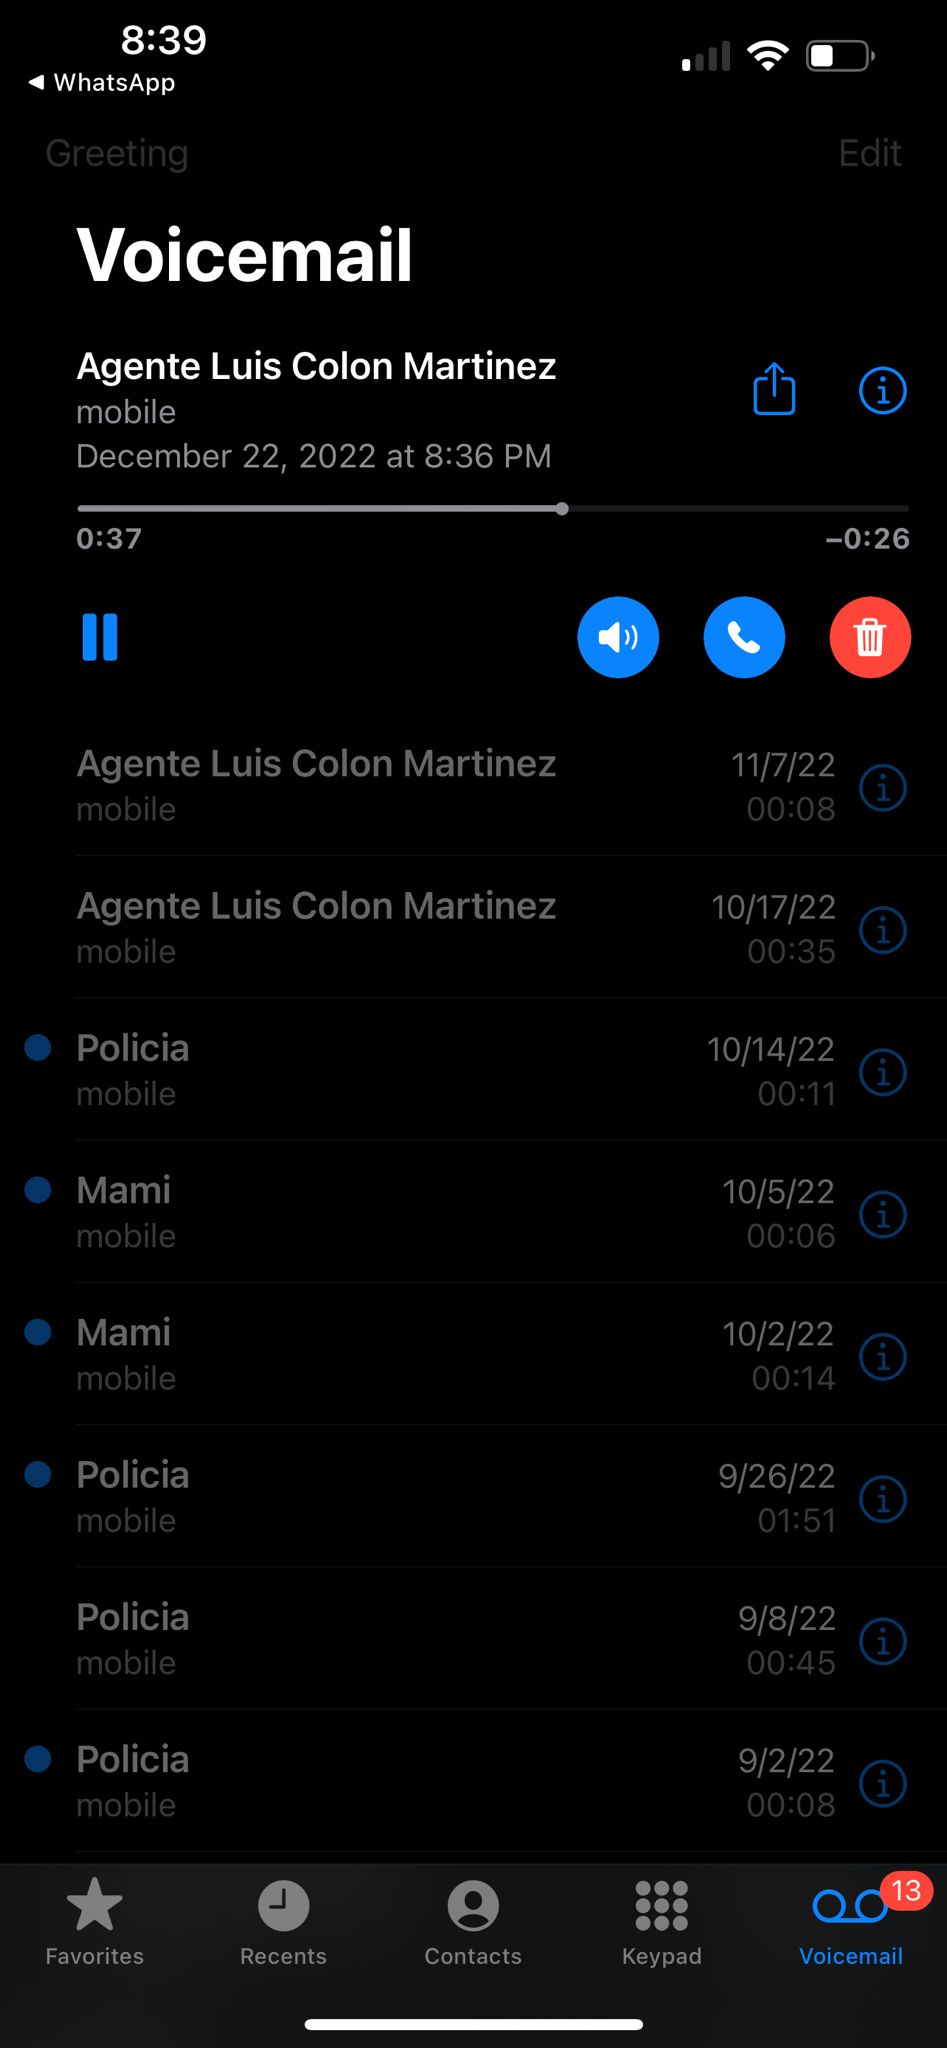 8:39
◀ WhatsApp
Greeting Edit
Voicemail
Agente Luis Colon Martinez
mobile
December 22, 2022 at 8:36 PM
0:37 –0:26
Agente Luis Colon Martinez 11/7/22
mobile 00:08
Agente Luis Colon Martinez 10/17/22
mobile 00:35
Policia 10/14/22
mobile 00:11
Mami 10/5/22
mobile 00:06
Mami 10/2/22
mobile 00:14
Policia 9/26/22
mobile 01:51
Policia 9/8/22
mobile 00:45
Policia 9/2/22
mobile 00:08
13
Favorites Recents Contacts Keypad Voicemail